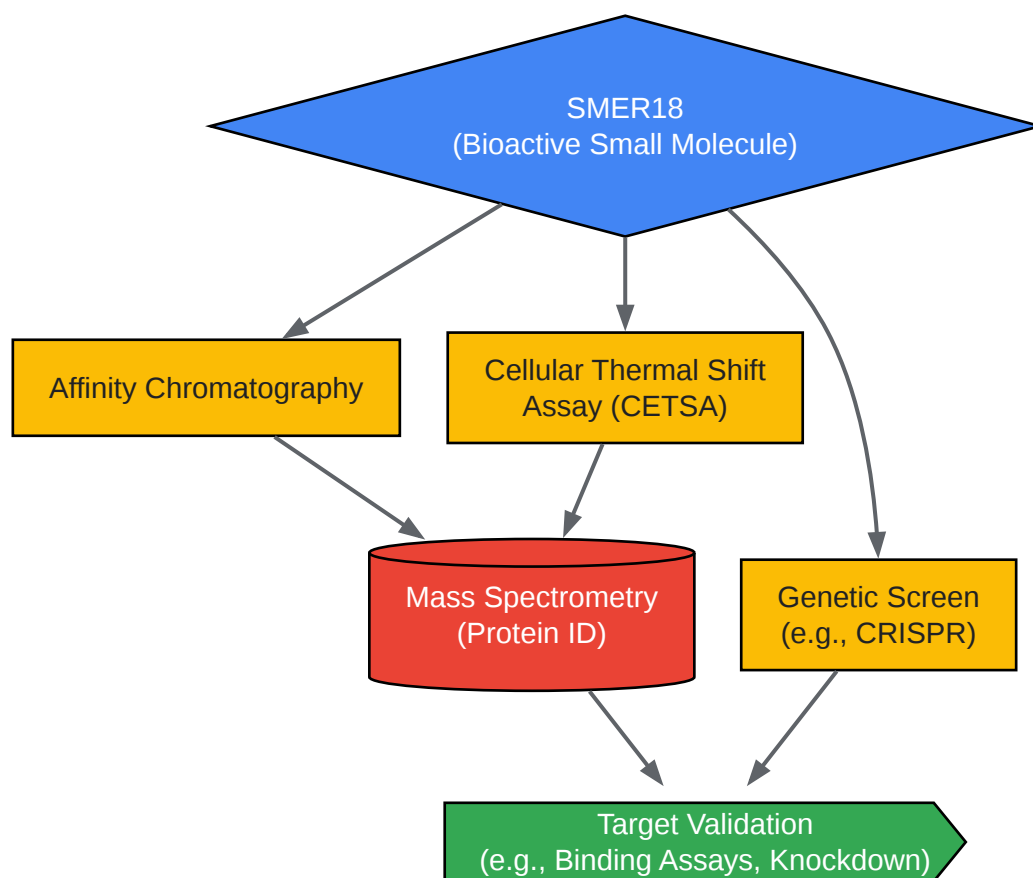 SMER18
(Bioactive Small Molecule)
Affinity Chromatography
Cellular Thermal Shift
Assay (CETSA)
Mass Spectrometry
(Protein ID)
Genetic Screen
(e.g., CRISPR)
Target Validation
(e.g., Binding Assays, Knockdown)